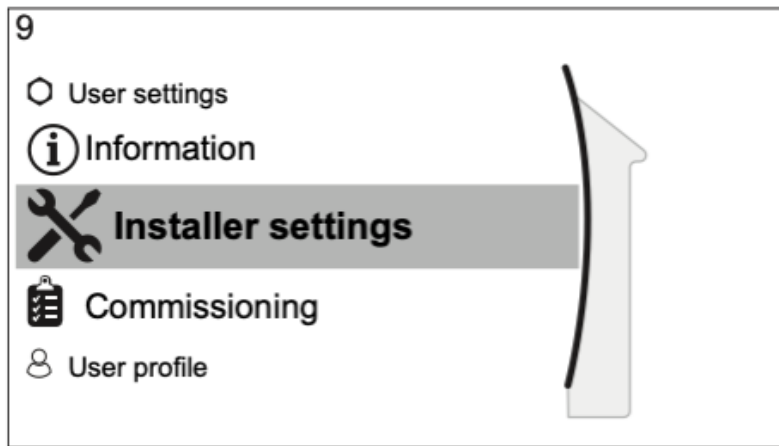 9
User settings
Information
Installer settings
Commissioning
User profile